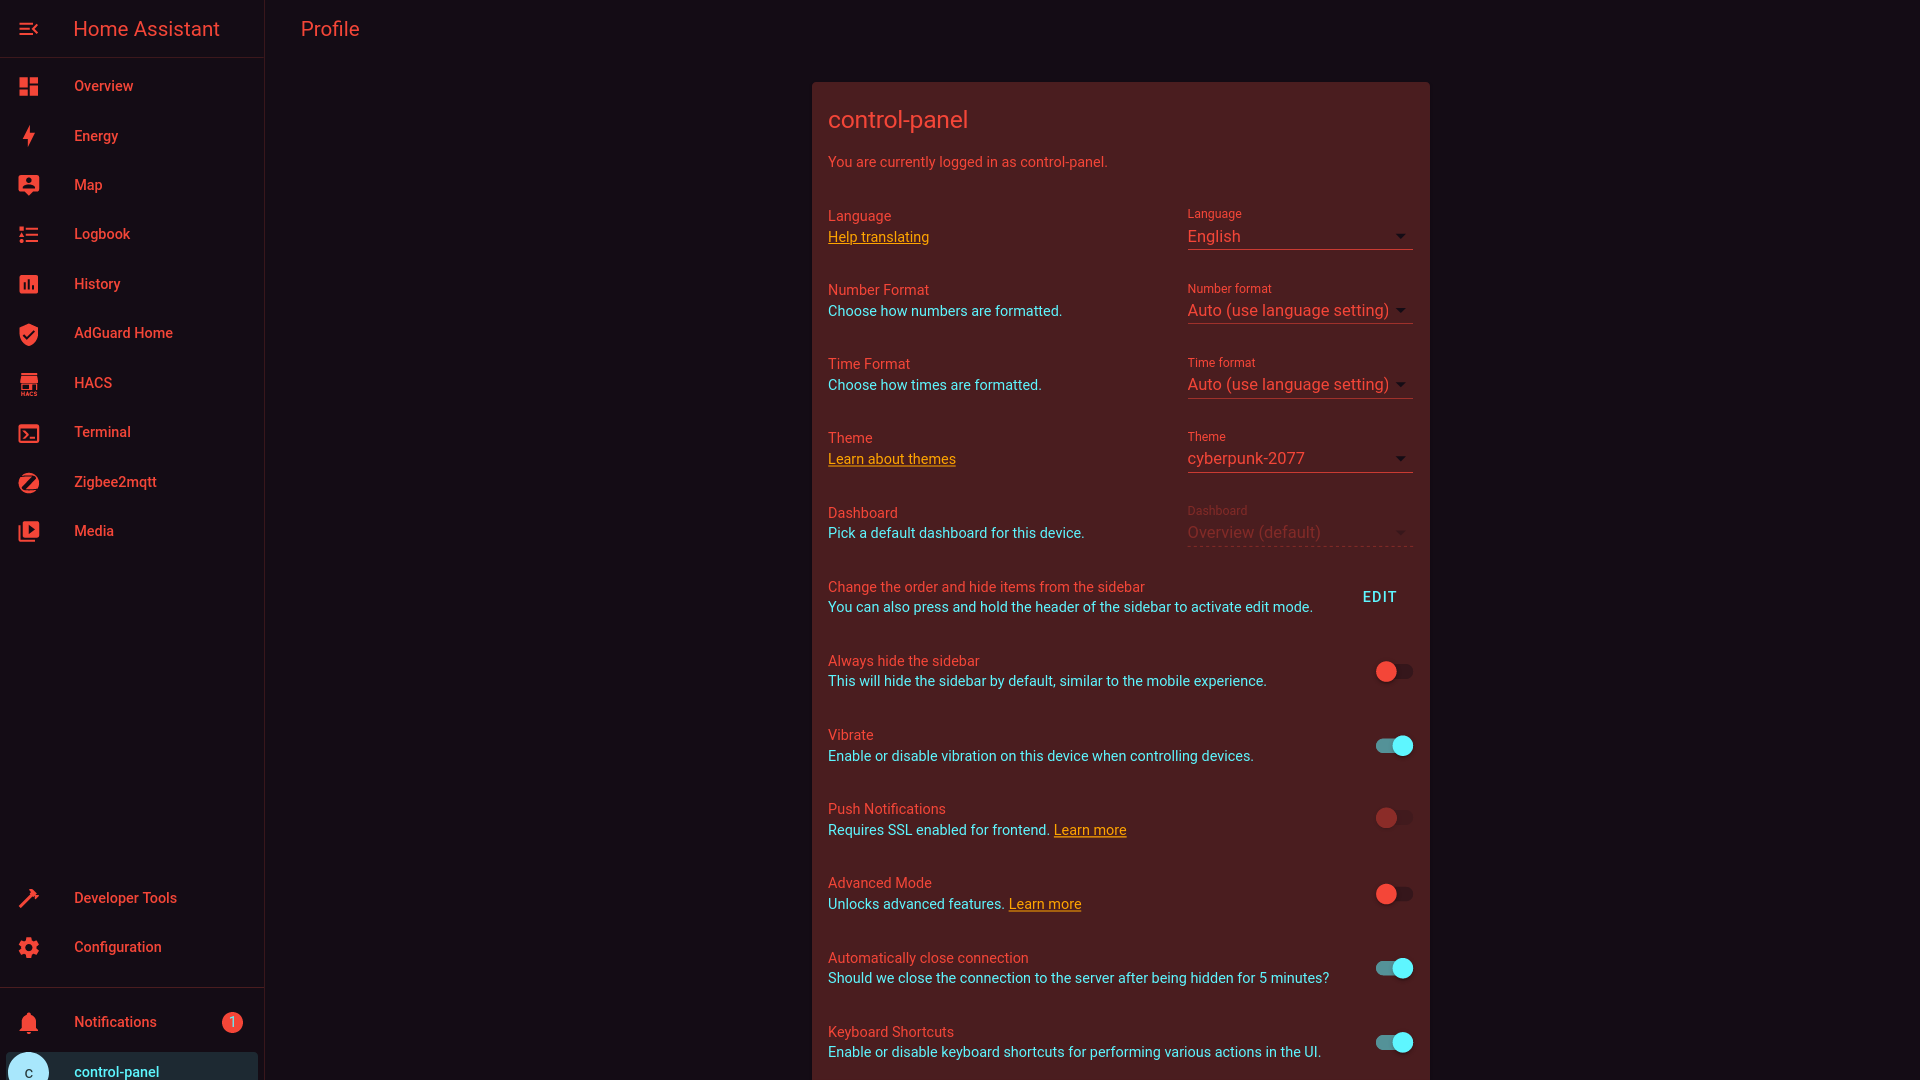 Home Assistant
Overview
Energy
Map
Logbook
History
AdGuard Home
HACS
HACS
Terminal
Zigbee2mqtt
Media
Developer Tools
Configuration
Notifications 1
c control-panel
Profile
control-panel
You are currently logged in as control-panel.
Language
Help translating
Language
English
Number Format
Choose how numbers are formatted.
Number format
Auto (use language setting)
Time Format
Choose how times are formatted.
Time format
Auto (use language setting)
Theme
Learn about themes
Theme
cyberpunk-2077
Dashboard
Pick a default dashboard for this device.
Dashboard
Overview (default)
Change the order and hide items from the sidebar
You can also press and hold the header of the sidebar to activate edit mode.
EDIT
Always hide the sidebar
This will hide the sidebar by default, similar to the mobile experience.
Vibrate
Enable or disable vibration on this device when controlling devices.
Push Notifications
Requires SSL enabled for frontend. Learn more
Advanced Mode
Unlocks advanced features. Learn more
Automatically close connection
Should we close the connection to the server after being hidden for 5 minutes?
Keyboard Shortcuts
Enable or disable keyboard shortcuts for performing various actions in the UI.